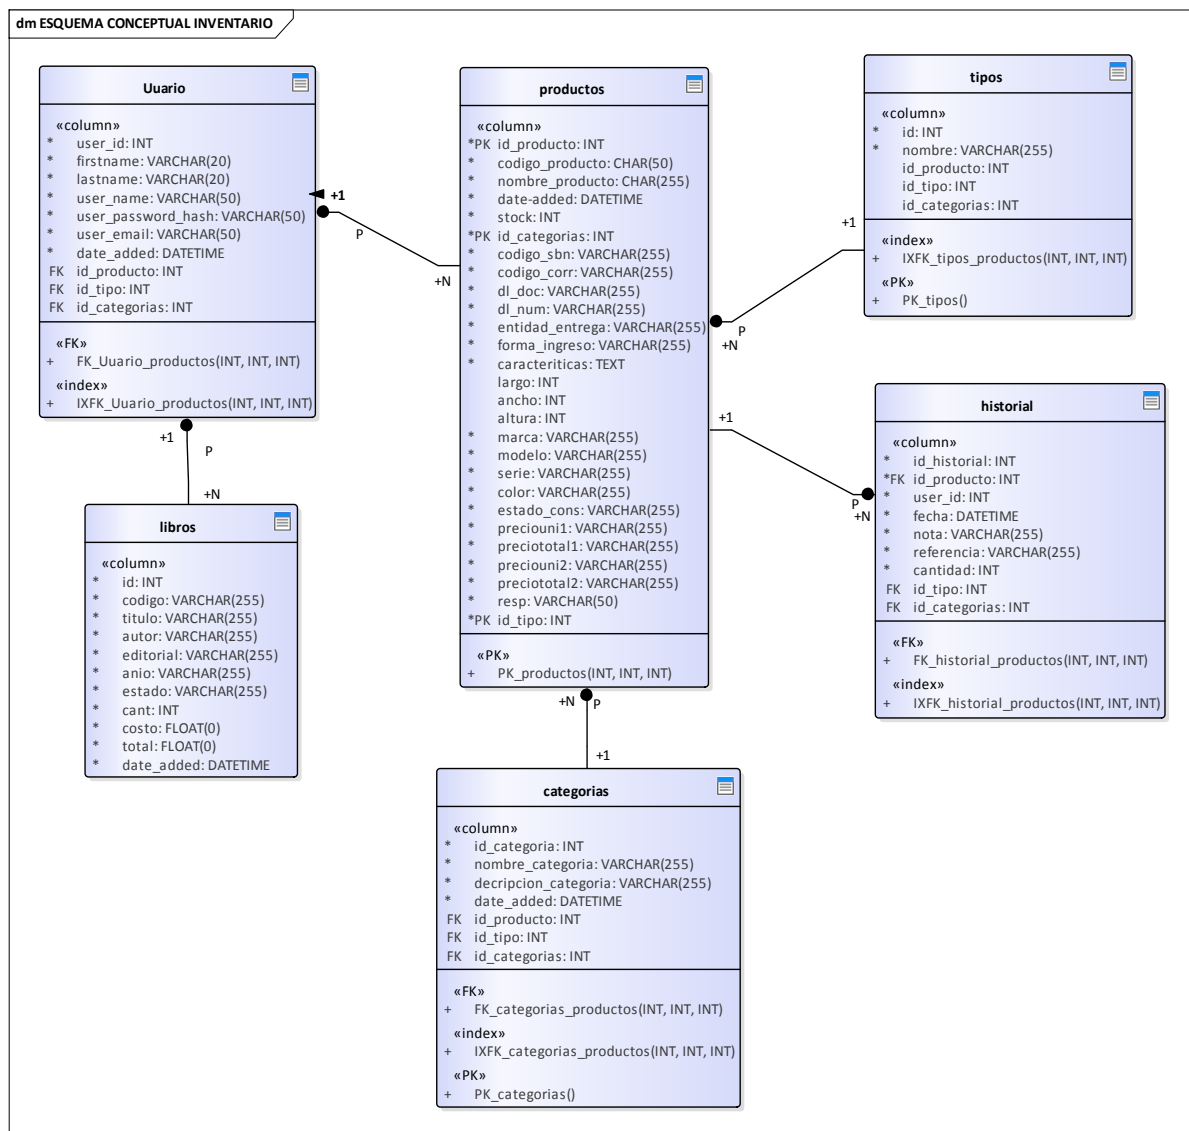 dm ESQUEMA CONCEPTUAL INVENTARIO
Uuario
«column»
* user_id: INT
* firstname: VARCHAR(20)
* lastname: VARCHAR(20)
* user_name: VARCHAR(50)
* user_password_hash: VARCHAR(50)
* user_email: VARCHAR(50)
* date_added: DATETIME
FK id_producto: INT
FK id_tipo: INT
FK id_categorias: INT
«FK»
+ FK_Uuario_productos(INT, INT, INT)
«index»
+ IXFK_Uuario_productos(INT, INT, INT)
+1
P
+N
+1
P
+N
libros
«column»
* id: INT
* codigo: VARCHAR(255)
* titulo: VARCHAR(255)
* autor: VARCHAR(255)
* editorial: VARCHAR(255)
* anio: VARCHAR(255)
* estado: VARCHAR(255)
* cant: INT
* costo: FLOAT(0)
* total: FLOAT(0)
* date_added: DATETIME
productos
«column»
*PK id_producto: INT
* codigo_producto: CHAR(50)
* nombre_producto: CHAR(255)
* date-added: DATETIME
* stock: INT
*PK id_categorias: INT
* codigo_sbn: VARCHAR(255)
* codigo_corr: VARCHAR(255)
* dl_doc: VARCHAR(255)
* dl_num: VARCHAR(255)
* entidad_entrega: VARCHAR(255)
* forma_ingreso: VARCHAR(255)
* caracteriticas: TEXT
largo: INT
ancho: INT
altura: INT
* marca: VARCHAR(255)
* modelo: VARCHAR(255)
* serie: VARCHAR(255)
* color: VARCHAR(255)
* estado_cons: VARCHAR(255)
* preciouni1: VARCHAR(255)
* preciototal1: VARCHAR(255)
* preciouni2: VARCHAR(255)
* preciototal2: VARCHAR(255)
* resp: VARCHAR(50)
*PK id_tipo: INT
«PK»
+ PK_productos(INT, INT, INT)
+1
P
+N
+1
P
+N
+N
P
+1
tipos
«column»
* id: INT
* nombre: VARCHAR(255)
id_producto: INT
id_tipo: INT
id_categorias: INT
«index»
+ IXFK_tipos_productos(INT, INT, INT)
«PK»
+ PK_tipos()
historial
«column»
* id_historial: INT
*FK id_producto: INT
* user_id: INT
* fecha: DATETIME
* nota: VARCHAR(255)
* referencia: VARCHAR(255)
* cantidad: INT
FK id_tipo: INT
FK id_categorias: INT
«FK»
+ FK_historial_productos(INT, INT, INT)
«index»
+ IXFK_historial_productos(INT, INT, INT)
categorias
«column»
* id_categoria: INT
* nombre_categoria: VARCHAR(255)
* decripcion_categoria: VARCHAR(255)
* date_added: DATETIME
FK id_producto: INT
FK id_tipo: INT
FK id_categorias: INT
«FK»
+ FK_categorias_productos(INT, INT, INT)
«index»
+ IXFK_categorias_productos(INT, INT, INT)
«PK»
+ PK_categorias()